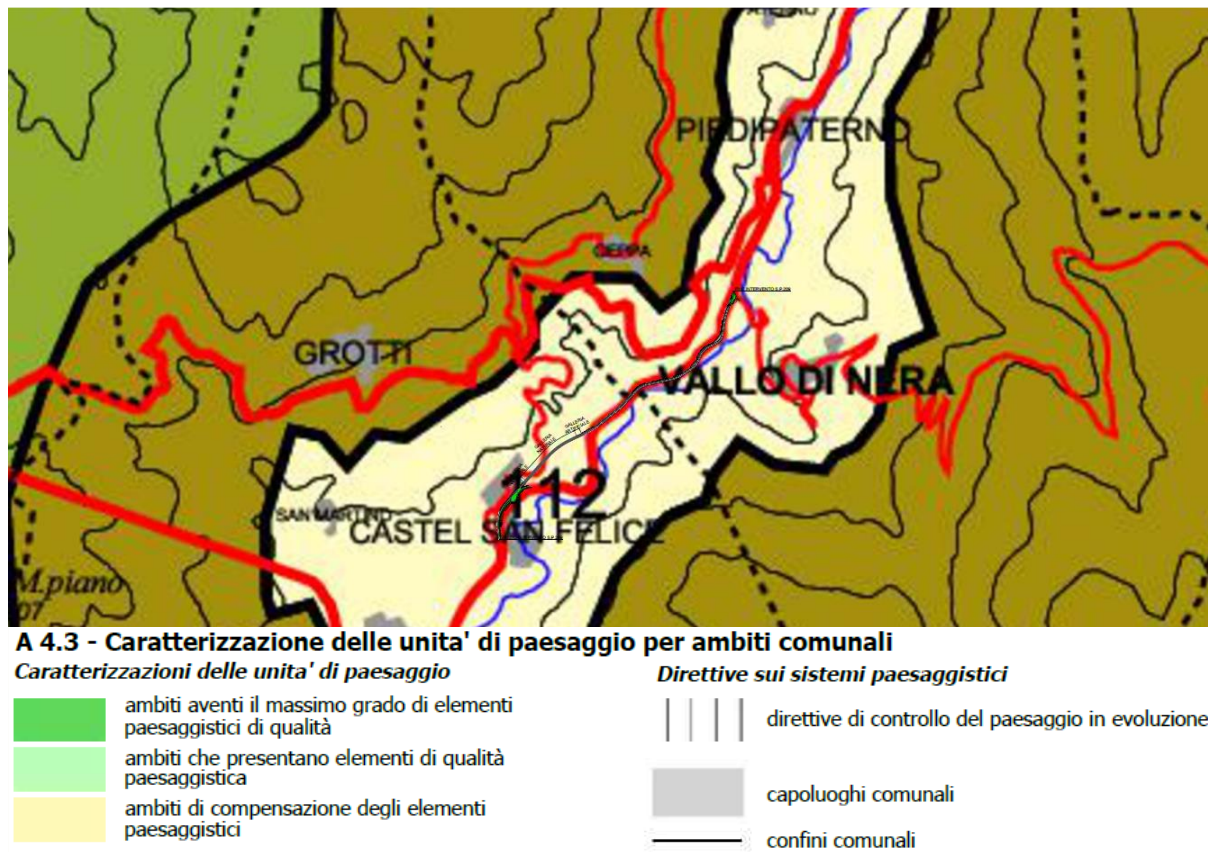 PIEDIPATERNO
GEPPA
GROTTI
VALLO DI NERA
112
SAN MARTINO
CASTEL SAN FELICE
M.piano
07
A 4.3 - Caratterizzazione delle unita' di paesaggio per ambiti comunali
Caratterizzazioni delle unita' di paesaggio
ambiti aventi il massimo grado di elementi
paesaggistici di qualità
ambiti che presentano elementi di qualità
paesaggistica
ambiti di compensazione degli elementi
paesaggistici
Direttive sui sistemi paesaggistici
direttive di controllo del paesaggio in evoluzione
capoluoghi comunali
confini comunali